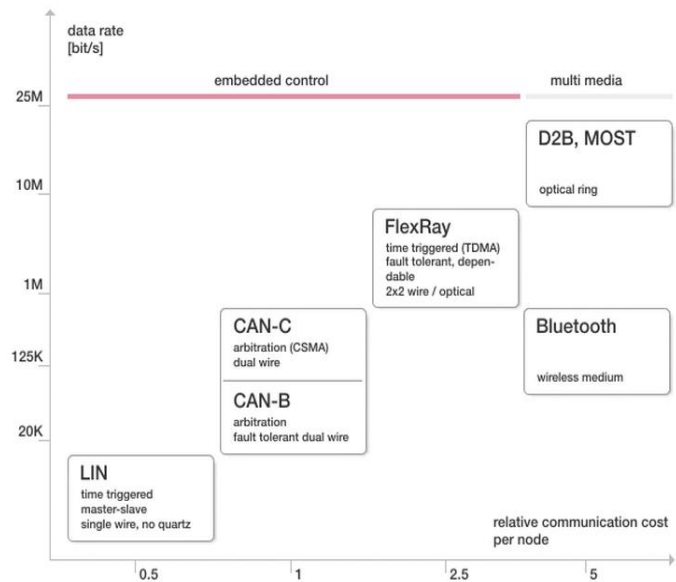 data rate
[bit/s]
embedded control
multi media
25M
D2B, MOST
optical ring
10M
FlexRay
time triggered (TDMA)
fault tolerant, depen-
dable
2x2 wire / optical
1M
CAN-C
arbitration (CSMA)
dual wire
Bluetooth
wireless medium
125K
CAN-B
arbitration
fault tolerant dual wire
20K
LIN
time triggered
master-slave
single wire, no quartz
relative communication cost
per node
0.5
1
2.5
5